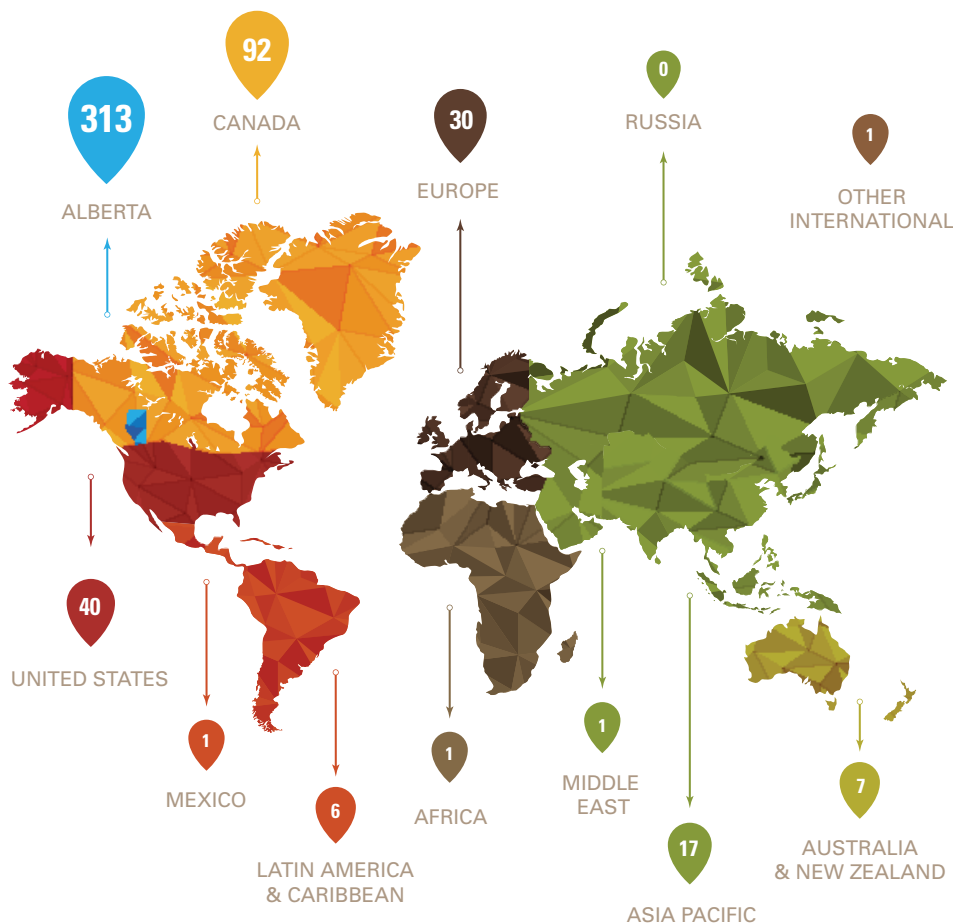 92
CANADA
313
ALBERTA
30
EUROPE
0
RUSSIA
1
OTHER
INTERNATIONAL
40
UNITED STATES
1
MEXICO
6
LATIN AMERICA
& CARIBBEAN
1
AFRICA
1
MIDDLE
EAST
17
ASIA PACIFIC
7
AUSTRALIA
& NEW ZEALAND